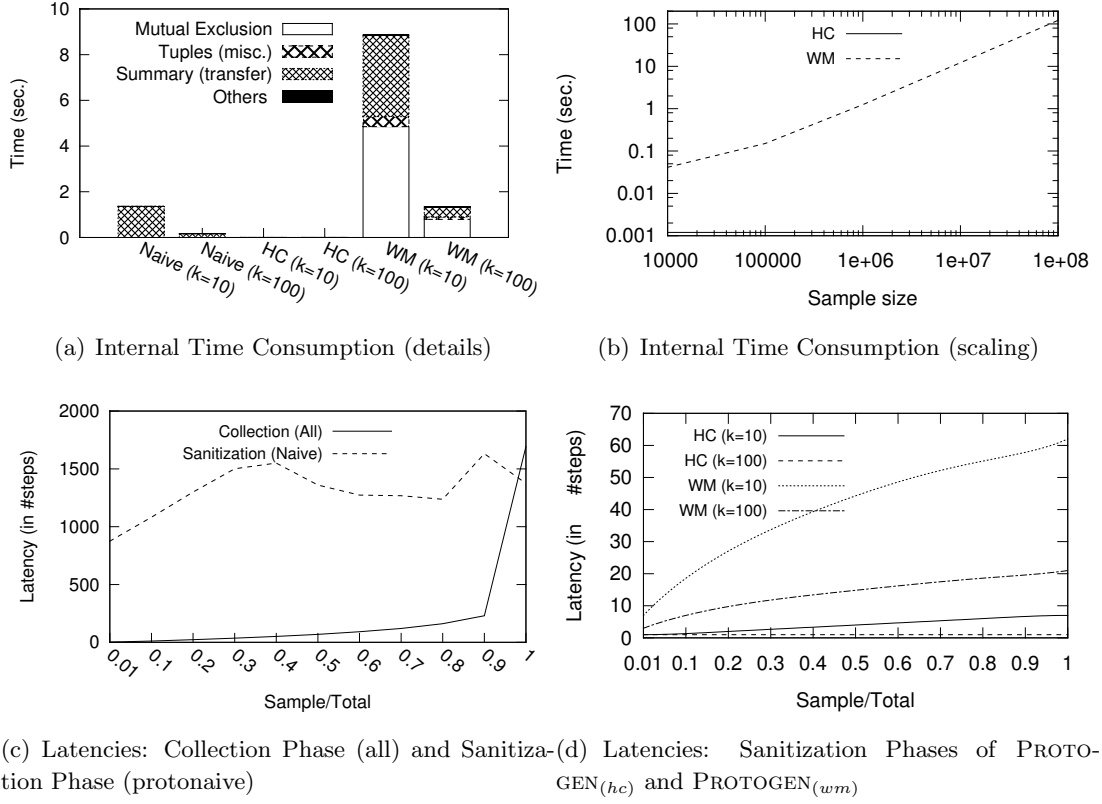 Time (sec.)
10
8
6
4
2
0
Mutual Exclusion
Tuples (misc.)
Summary (transfer)
Others
Naive (k=10)
Naive (k=100)
HC (k=10)
HC (k=100)
WM (k=10)
WM (k=100)
(a) Internal Time Consumption (details)
Time (sec.)
100
10
1
0.1
0.01
0.001
HC
WM
10000 100000 1e+06 1e+07 1e+08
Sample size
(b) Internal Time Consumption (scaling)
Latency (in #steps)
2000
1500
1000
500
0
Collection (All)
Sanitization (Naive)
0.01 0.1 0.2 0.3 0.4 0.5 0.6 0.7 0.8 0.9 1
Sample/Total
(c) Latencies: Collection Phase (all) and Sanitiza-
tion Phase (protonaive)
Latency (in #steps)
70
60
50
40
30
20
10
0
HC (k=10)
HC (k=100)
WM (k=10)
WM (k=100)
0.01 0.1 0.2 0.3 0.4 0.5 0.6 0.7 0.8 0.9 1
Sample/Total
(d) Latencies: Sanitization Phases of PROTO-
GEN(hc) and PROTOGEN(wm)